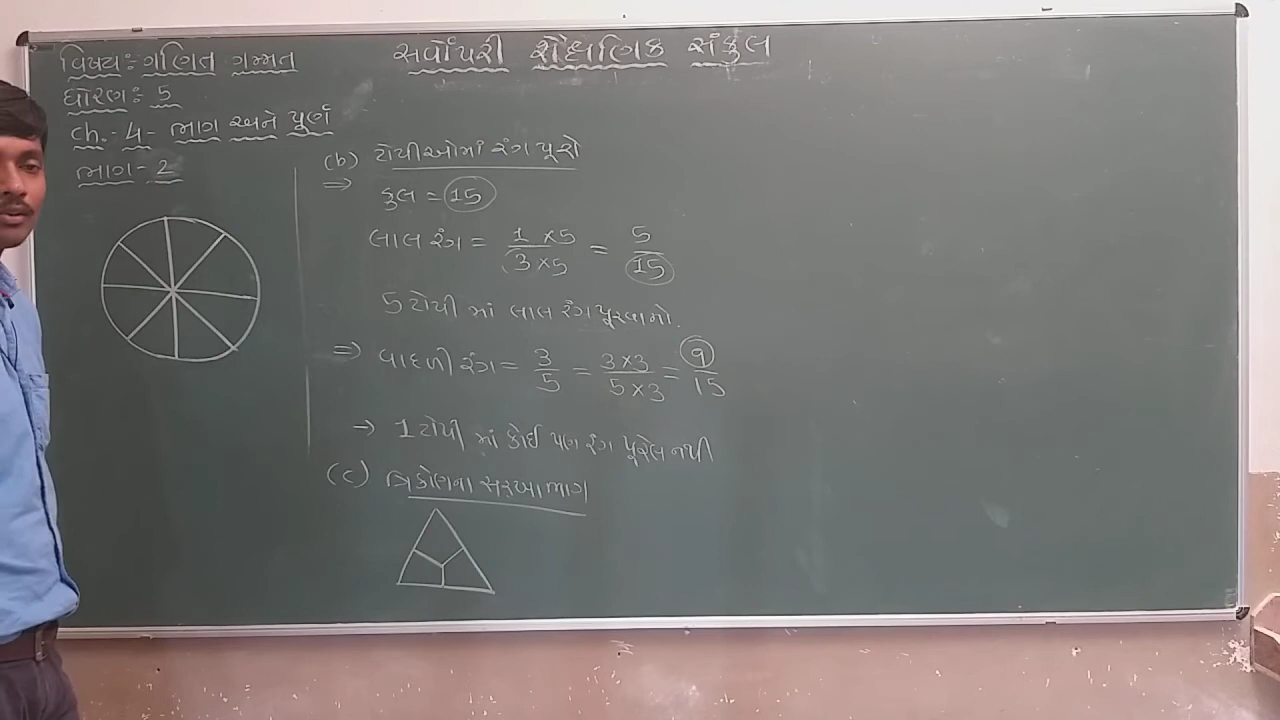 સર્વોપરી શૈક્ષણિક સંકુલ
વિષય:- ગણિત ગમ્મત
ધોરણ:- 5
ch.-4- ભાગ અને પૂર્ણ
ભાગ-2
(b) ટોપીઓમાં રંગ પૂરો
⇒ કુલ = 15
લાલ રંગ = 1×5/3×5 = 5/15
5 ટોપી માં લાલ રંગ પૂરવાનો.
⇒ વાદળી રંગ = 3/5 = 3×3/5×3 = 9/15
→ 1 ટોપી માં કોઈ પણ રંગ પૂરેલ નથી
(c) ત્રિકોણના સરખા ભાગ